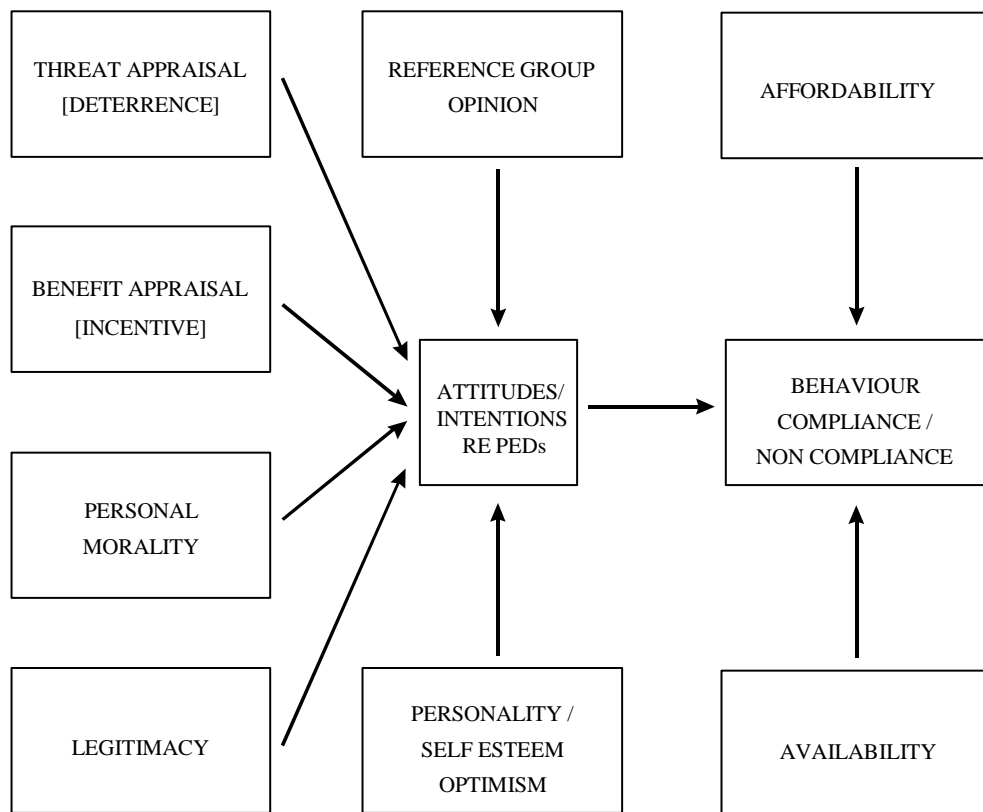 THREAT APPRAISAL
[DETERRENCE]
REFERENCE GROUP
OPINION
AFFORDABILITY
BENEFIT APPRAISAL
[INCENTIVE]
ATTITUDES/
INTENTIONS
RE PEDs
BEHAVIOUR
COMPLIANCE /
NON COMPLIANCE
PERSONAL
MORALITY
LEGITIMACY
PERSONALITY /
SELF ESTEEM
OPTIMISM
AVAILABILITY